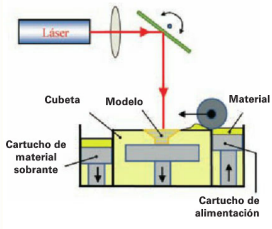 Láser
Cubeta
Modelo
Material
Cartucho de
material
sobrante
Cartucho de
alimentación